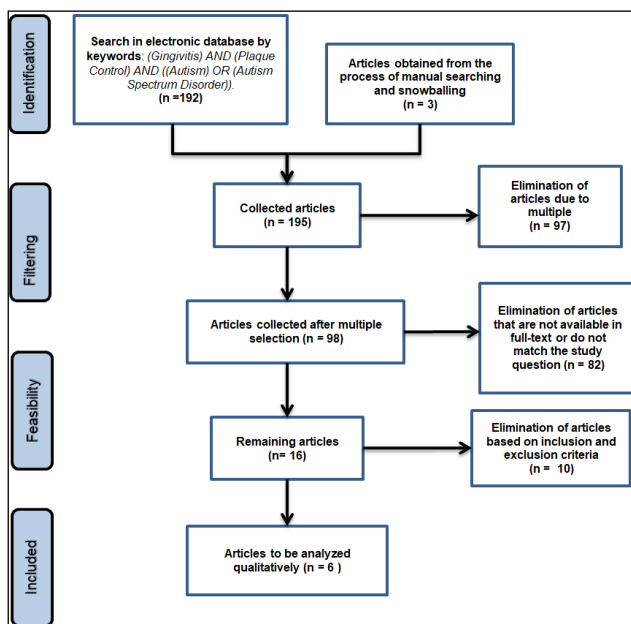 Identification
Search in electronic database by
keywords: (Gingivitis) AND (Plaque
Control) AND ((Autism) OR (Autism
Spectrum Disorder)).
(n =192)
Articles obtained from the
process of manual searching
and snowballing
(n = 3)
Filtering
Collected articles
(n = 195)
Elimination of
articles due to
multiple
(n = 97)
Articles collected after multiple
selection (n = 98)
Elimination of articles
that are not available in
full-text or do not
match the study
question (n = 82)
Feasibility
Remaining articles
(n= 16)
Elimination of articles
based on inclusion and
exclusion criteria
(n = 10)
Included
Articles to be analyzed
qualitatively (n = 6 )